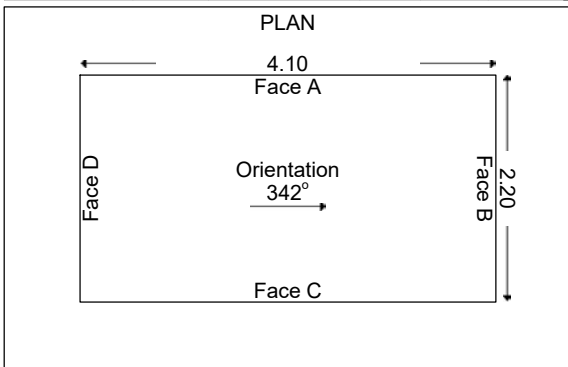 PLAN
4.10
Face A
Face D
Orientation
342°
Face B
2.20
Face C